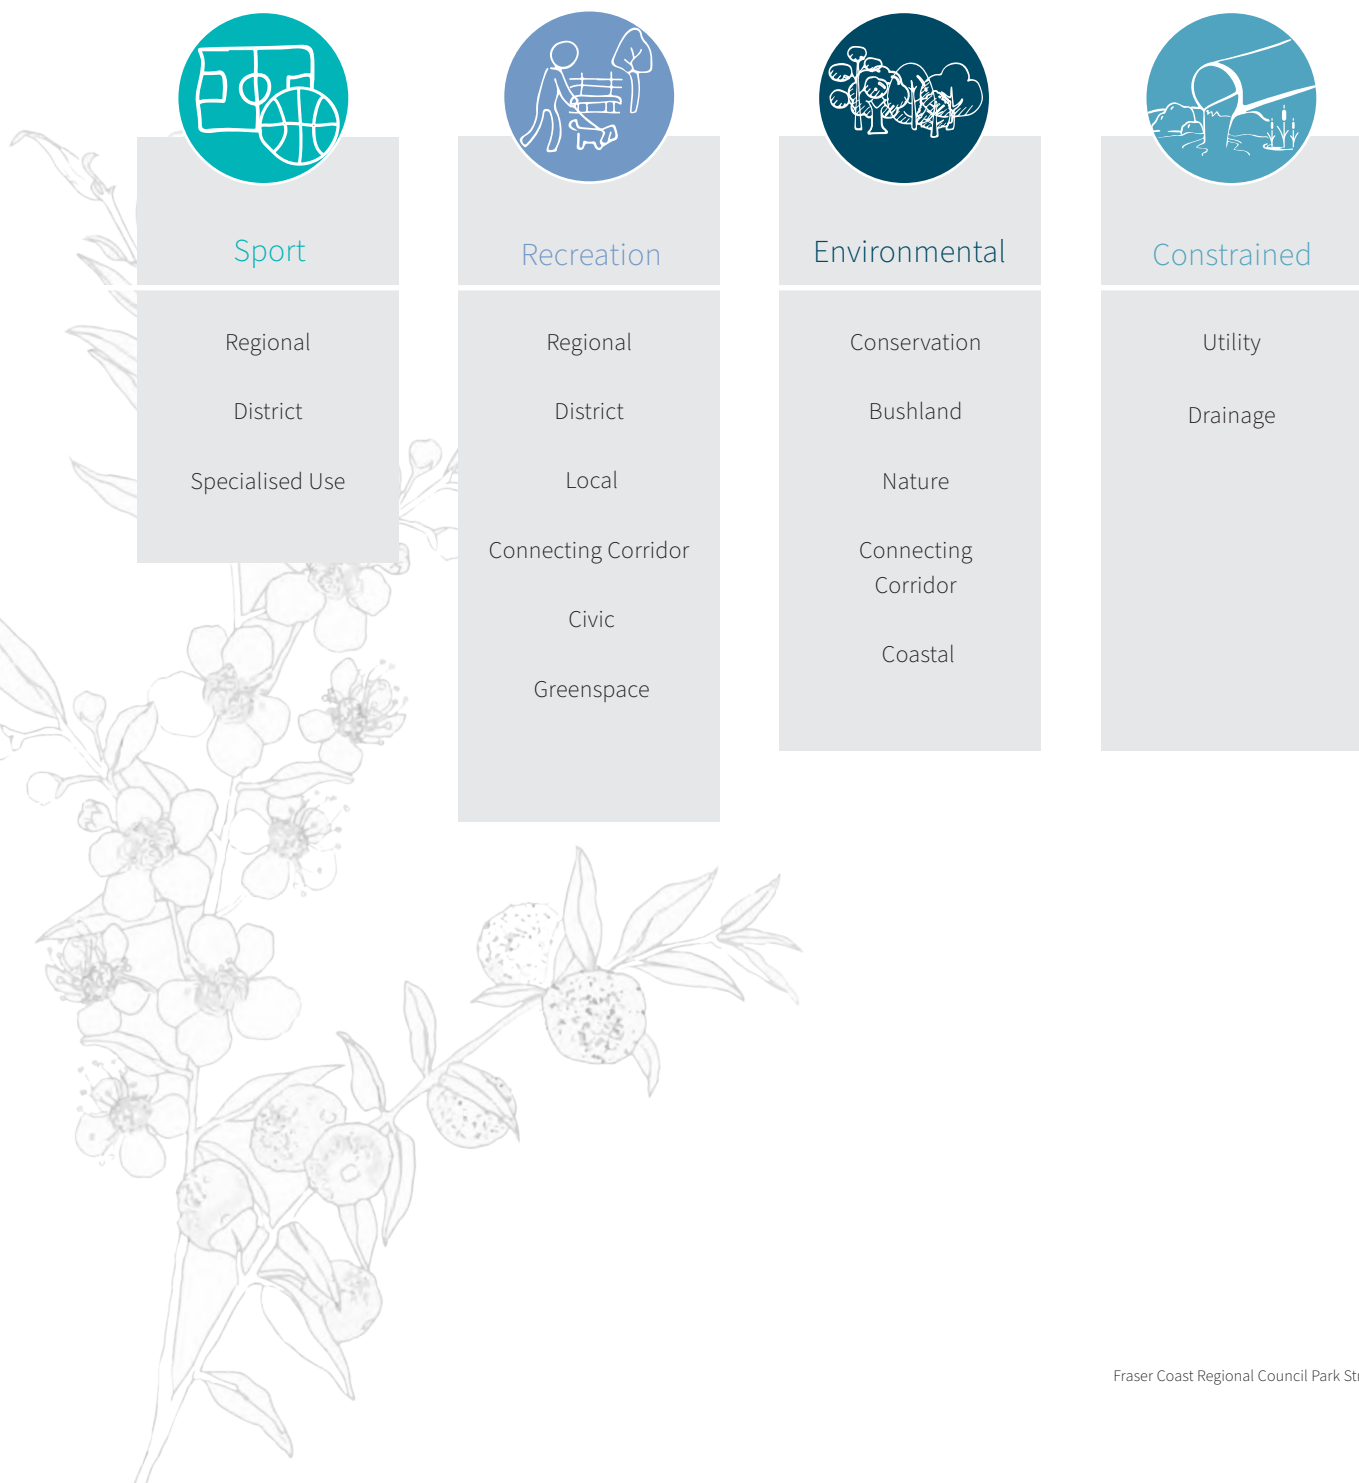 Sport
Regional
District
Specialised Use
Recreation
Regional
District
Local
Connecting Corridor
Civic
Greenspace
Environmental
Conservation
Bushland
Nature
Connecting
Corridor
Coastal
Constrained
Utility
Drainage
Fraser Coast Regional Council Park